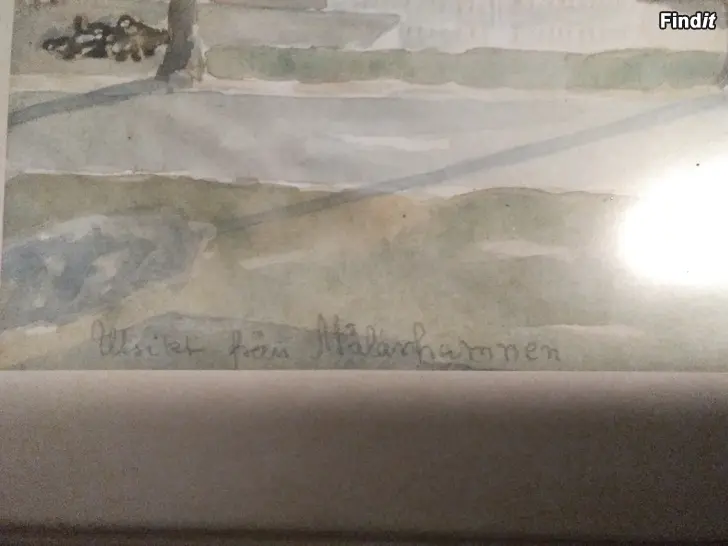 Findit
Utsikt från Mälarhamnen